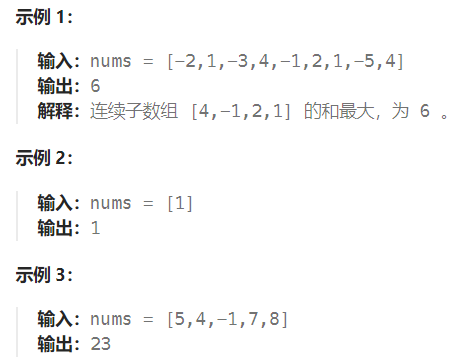 示例 1：
输入：nums = [-2,1,-3,4,-1,2,1,-5,4]
输出：6
解释：连续子数组 [4,-1,2,1] 的和最大，为 6 。
示例 2：
输入：nums = [1]
输出：1
示例 3：
输入：nums = [5,4,-1,7,8]
输出：23